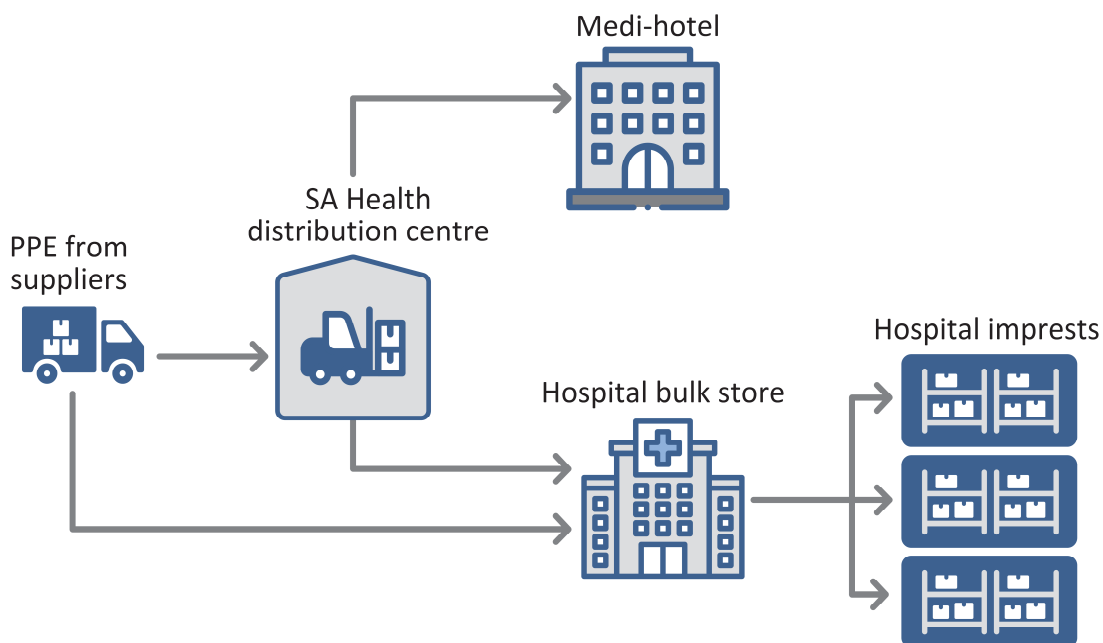 Medi-hotel
SA Health
distribution centre
PPE from
suppliers
Hospital imprests
Hospital bulk store